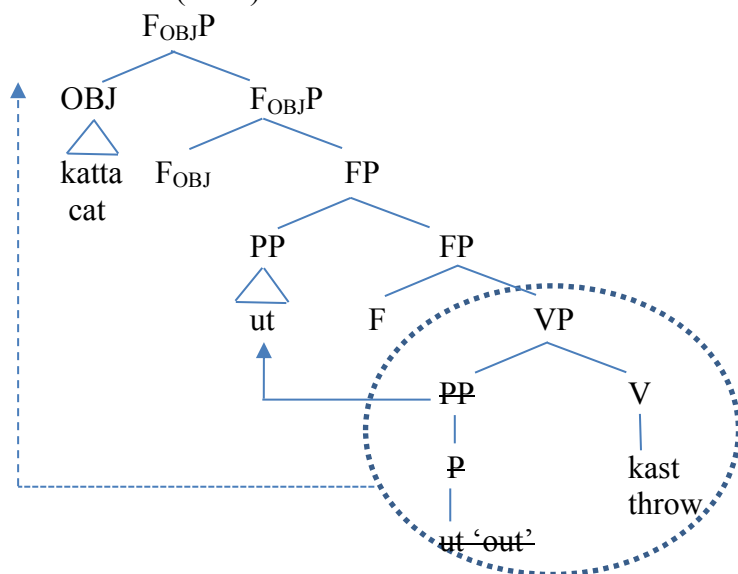 F_OBJP
OBJ F_OBJP
katta F_OBJ FP
cat
PP FP
ut F VP
PP V
P kast
throw
ut ‘out’